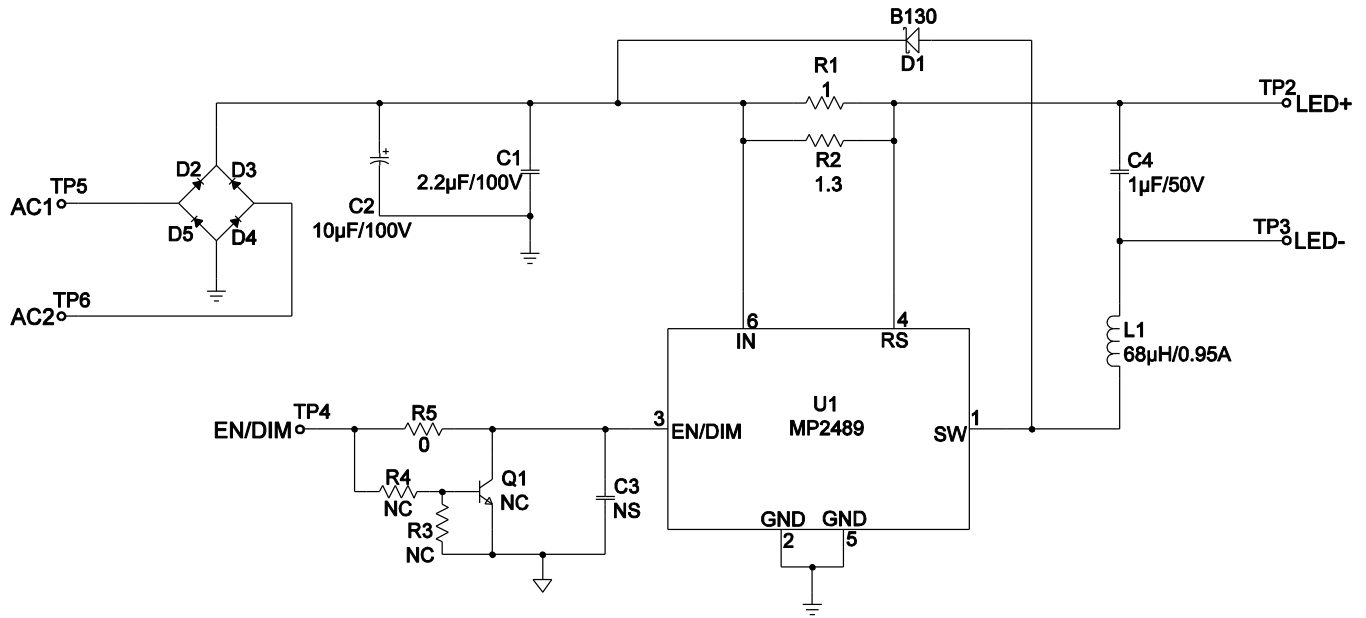 B130
D1
R1
1
TP2
LED+
R2
1.3
C1
2.2µF/100V
C4
1µF/50V
D2
D3
TP5
AC1
C2
10µF/100V
D5
D4
TP3
LED-
TP6
AC2
6
4
IN
RS
L1
68µH/0.95A
TP4
EN/DIM
R5
0
3
EN/DIM
U1
MP2489
1
SW
R4
NC
Q1
NC
C3
NS
R3
NC
GND
GND
2
5